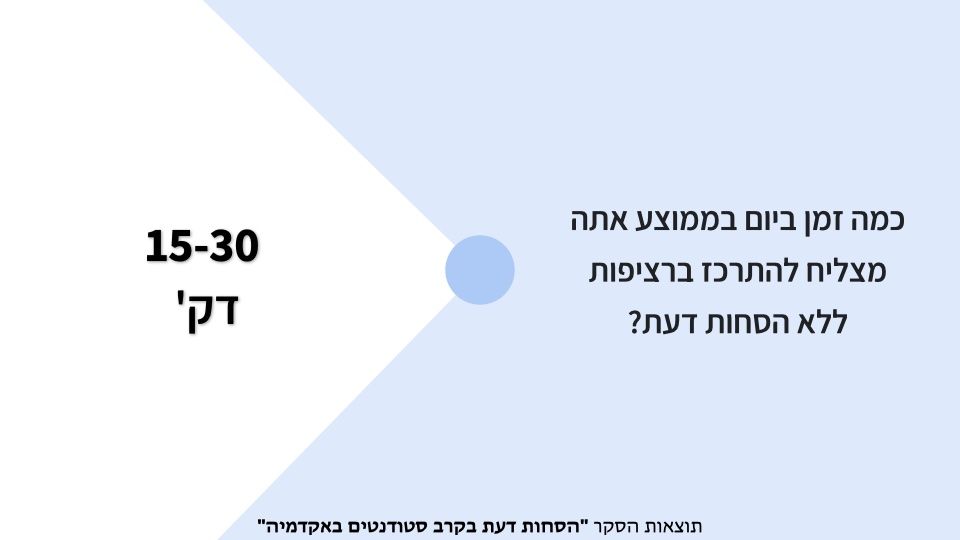 כמה זמן ביום בממוצע אתה
מצליח להתרכז ברציפות
ללא הסחות דעת?
15-30
דק'
תוצאות הסקר "הסחות דעת בקרב סטודנטים באקדמיה"